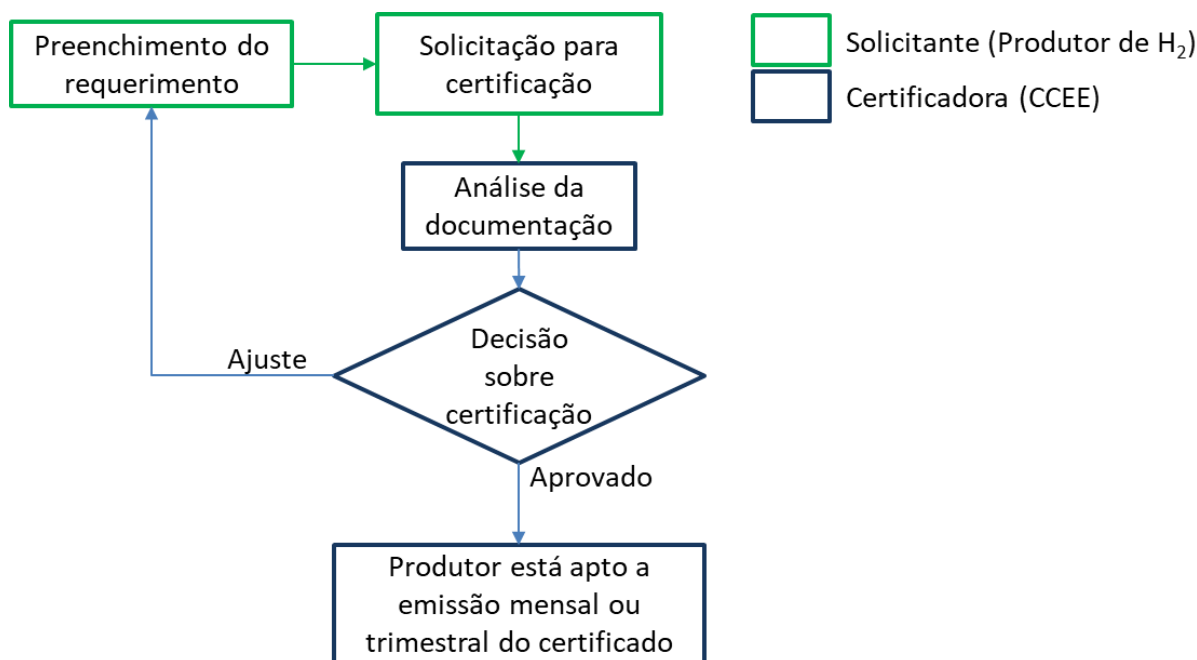 Preenchimento do
requerimento
Solicitação para
certificação
Solicitante (Produtor de H₂)
Certificadora (CCEE)
Análise da
documentação
Decisão
sobre
certificação
Ajuste
Aprovado
Produtor está apto a
emissão mensal ou
trimestral do certificado